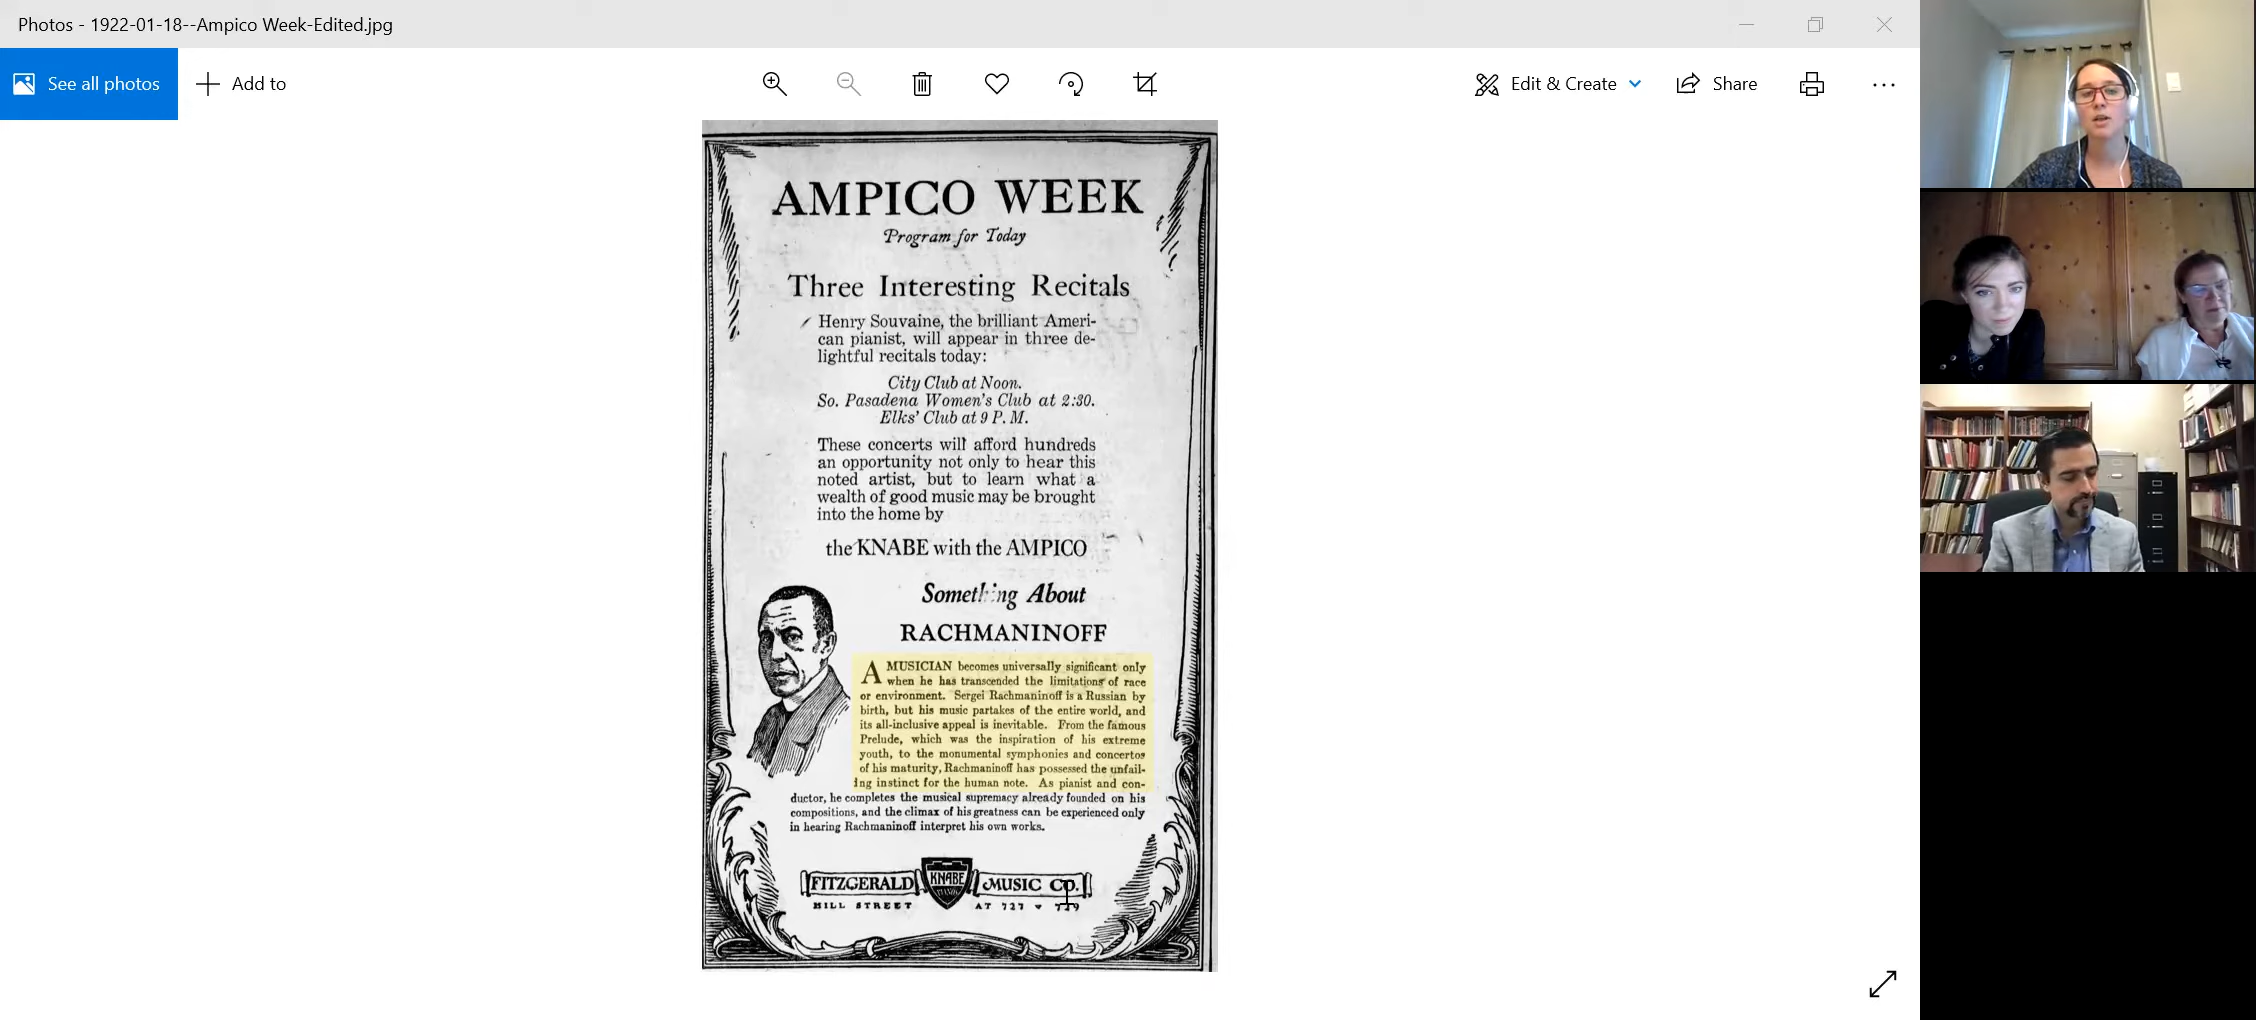 Photos - 1922-01-18--Ampico Week-Edited.jpg
See all photos
Add to
Edit & Create
Share
AMPICO WEEK
Program for Today
Three Interesting Recitals
Henry Souvaine, the brilliant Ameri-
can pianist, will appear in three de-
lightful recitals today:
City Club at Noon.
So. Pasadena Women's Club at 2:30.
Elks' Club at 9 P. M.
These concerts will afford hundreds
an opportunity not only to hear this
noted artist, but to learn what a
wealth of good music may be brought
into the home by
the KNABE with the AMPICO
Something About
RACHMANINOFF
A MUSICIAN becomes universally significant only
when he has transcended the limitations of race
or environment. Sergei Rachmaninoff is a Russian by
birth, but his music partakes of the entire world, and
its all-inclusive appeal is inevitable. From the famous
Prelude, which was the inspiration of his extreme
youth, to the monumental symphonies and concertos
of his maturity, Rachmaninoff has possessed the unfail-
ing instinct for the human note. As pianist and con-
ductor, he completes the musical supremacy already founded on his
compositions, and the climax of his greatness can be experienced only
in hearing Rachmaninoff interpret his own works.
FITZGERALD KNABE MUSIC CO.
HILL STREET AT 727 729